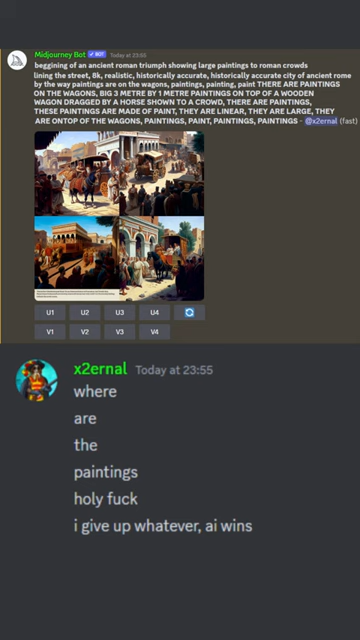 Midjourney Bot ✔ BOT Today at 23:55
beggining of an ancient roman triumph showing large paintings to roman crowds
lining the street, 8k, realistic, historically accurate, historically accurate city of ancient rome
by the way paintings are on the wagons, paintings, painting, paint THERE ARE PAINTINGS
ON THE WAGONS, BIG 3 METRE BY 1 METRE PAINTINGS ON TOP OF A WOODEN
WAGON DRAGGED BY A HORSE SHOWN TO A CROWD, THERE ARE PAINTINGS,
THESE PAINTINGS ARE MADE OF PAINT, THEY ARE LINEAR, THEY ARE LARGE, THEY
ARE ONTOP OF THE WAGONS, PAINTINGS, PAINT, PAINTINGS, PAINTINGS - @x2ernal (fast)
U1 U2 U3 U4
V1 V2 V3 V4
x2ernal Today at 23:55
where
are
the
paintings
holy fuck
i give up whatever, ai wins